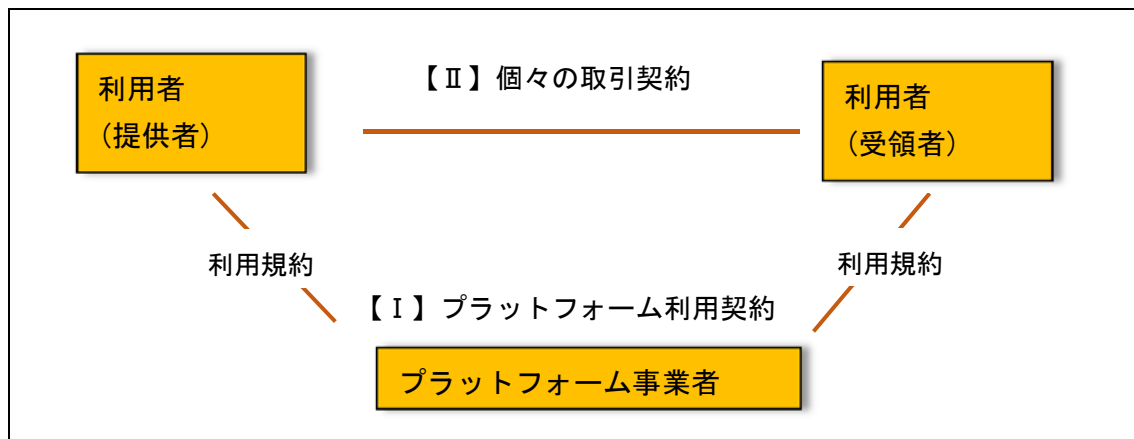 利用者
(提供者)
【Ⅱ】個々の取引契約
利用者
(受領者)
利用規約
利用規約
【Ⅰ】プラットフォーム利用契約
プラットフォーム事業者